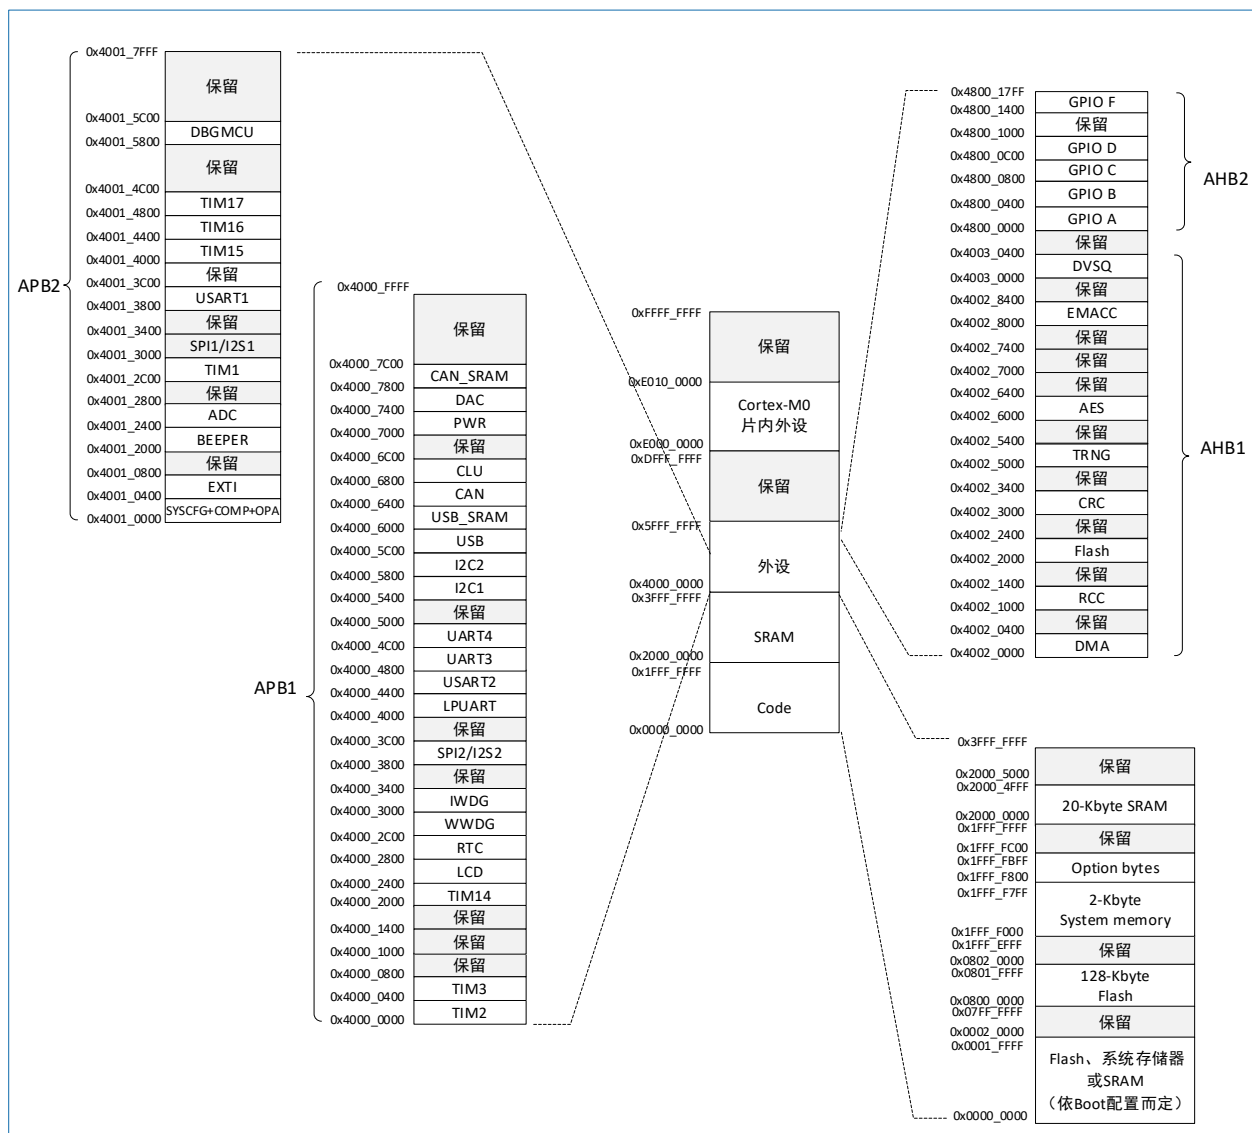 0x4001_7FFF
保留
0x4001_5C00
DBGMCU
0x4001_5800
保留
0x4001_4C00
TIM17
0x4001_4800
TIM16
0x4001_4400
TIM15
0x4001_4000
保留
0x4001_3C00
USART1
0x4001_3800
保留
0x4001_3400
SPI1/I2S1
0x4001_3000
TIM1
0x4001_2C00
保留
0x4001_2800
ADC
0x4001_2400
BEEPER
0x4001_2000
保留
0x4001_0800
EXTI
0x4001_0400
SYSCFG+COMP+OPA
0x4001_0000
APB2
0x4000_FFFF
保留
0x4000_7C00
CAN_SRAM
0x4000_7800
DAC
0x4000_7400
PWR
0x4000_7000
保留
0x4000_6C00
CLU
0x4000_6800
CAN
0x4000_6400
USB_SRAM
0x4000_6000
USB
0x4000_5C00
I2C2
0x4000_5800
I2C1
0x4000_5400
保留
0x4000_5000
UART4
0x4000_4C00
UART3
0x4000_4800
USART2
0x4000_4400
LPUART
0x4000_4000
保留
0x4000_3C00
SPI2/I2S2
0x4000_3800
保留
0x4000_3400
IWDG
0x4000_3000
WWDG
0x4000_2C00
RTC
0x4000_2800
LCD
0x4000_2400
TIM14
0x4000_2000
保留
0x4000_1400
保留
0x4000_1000
保留
0x4000_0800
TIM3
0x4000_0400
TIM2
0x4000_0000
APB1
0xFFFF_FFFF
保留
0xE010_0000
Cortex-M0
片内外设
0xE000_0000
0xDFFF_FFFF
保留
0x5FFF_FFFF
外设
0x4000_0000
0x3FFF_FFFF
SRAM
0x2000_0000
0x1FFF_FFFF
Code
0x0000_0000
0x4800_17FF
GPIO F
0x4800_1400
保留
0x4800_1000
GPIO D
0x4800_0C00
GPIO C
0x4800_0800
GPIO B
0x4800_0400
GPIO A
0x4800_0000
AHB2
保留
0x4003_0400
DVSQ
0x4003_0000
保留
0x4002_8400
EMACC
0x4002_8000
保留
0x4002_7400
保留
0x4002_7000
保留
0x4002_6400
AES
0x4002_6000
保留
0x4002_5400
TRNG
0x4002_5000
保留
0x4002_3400
CRC
0x4002_3000
保留
0x4002_2400
Flash
0x4002_2000
保留
0x4002_1400
RCC
0x4002_1000
保留
0x4002_0400
DMA
0x4002_0000
AHB1
0x3FFF_FFFF
保留
0x2000_5000
0x2000_4FFF
20-Kbyte SRAM
0x2000_0000
0x1FFF_FFFF
保留
0x1FFF_FC00
0x1FFF_FBFF
Option bytes
0x1FFF_F800
0x1FFF_F7FF
2-Kbyte
System memory
0x1FFF_F000
0x1FFF_EFFF
保留
0x0802_0000
0x0801_FFFF
128-Kbyte
Flash
0x0800_0000
0x07FF_FFFF
保留
0x0002_0000
0x0001_FFFF
Flash、系统存储器
或SRAM
（依Boot配置而定）
0x0000_0000